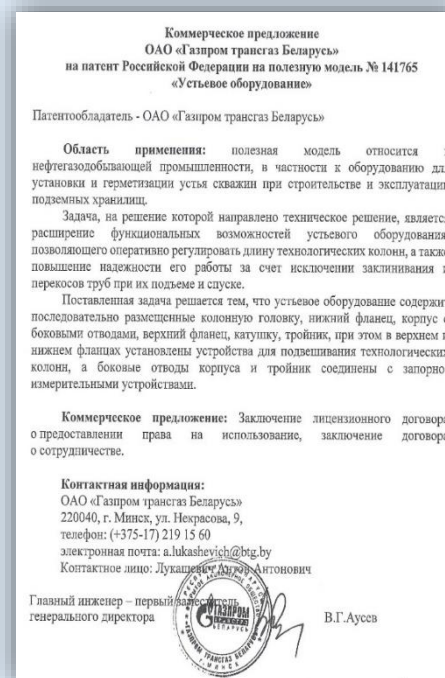 Коммерческое предложение
ОАО «Газпром трансгаз Беларусь»
на патент Российской Федерации на полезную модель № 141765
«Устьевое оборудование»
Патентообладатель - ОАО «Газпром трансгаз Беларусь»
Область применения: полезная модель относится
нефтегазодобывающей промышленности, в частности к оборудованию для
установки и герметизации устья скважин при строительстве и эксплуатации
подземных хранилищ.
Задача, на решение которой направлено техническое решение, является
расширение функциональных возможностей устьевого оборудования,
позволяющего оперативно регулировать длину технологических колонн, а также
повышение надежности его работы за счет исключении заклинивания и
перекосов труб при их подъеме и спуске.
Поставленная задача решается тем, что устьевое оборудование содержит
последовательно размещенные колонную головку, нижний фланец, корпус с
боковыми отводами, верхний фланец, катушку, тройник, при этом в верхнем и
нижнем фланцах установлены устройства для подвешивания технологических
колонн, а боковые отводы корпуса и тройник соединены с запорно-
измерительными устройствами.
Коммерческое предложение: Заключение лицензионного договора
о предоставлении права на использование, заключение договора
о сотрудничестве.
Контактная информация:
ОАО «Газпром трансгаз Беларусь»
220040, г. Минск, ул. Некрасова, 9,
телефон: (+375-17) 219 15 60
электронная почта: a.lukashevich@btg.by
Контактное лицо: Лукашевич Антон Антонович
Главный инженер – первый заместитель
генерального директора В.Г.Аусев
ГАЗПРОМ
ТРАНСГАЗ
БЕЛАРУСЬ